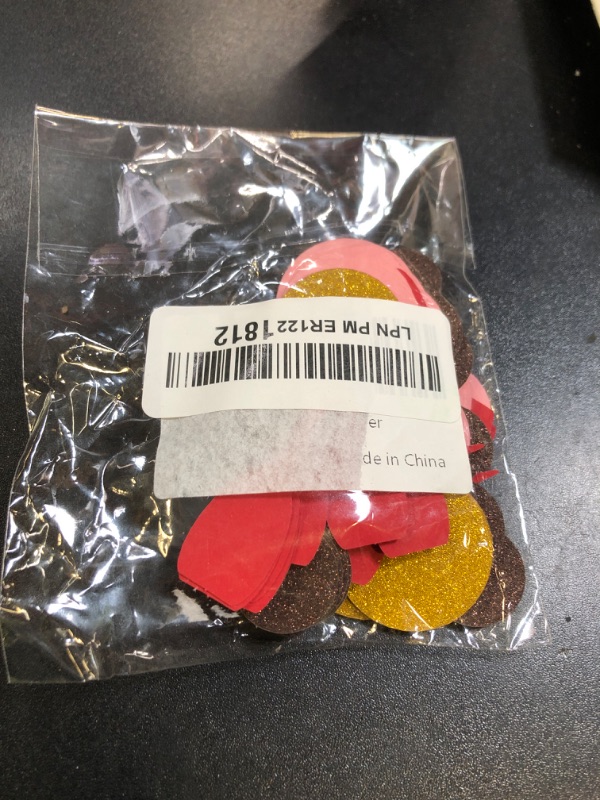 LPN PM ER1221812
er
de in China